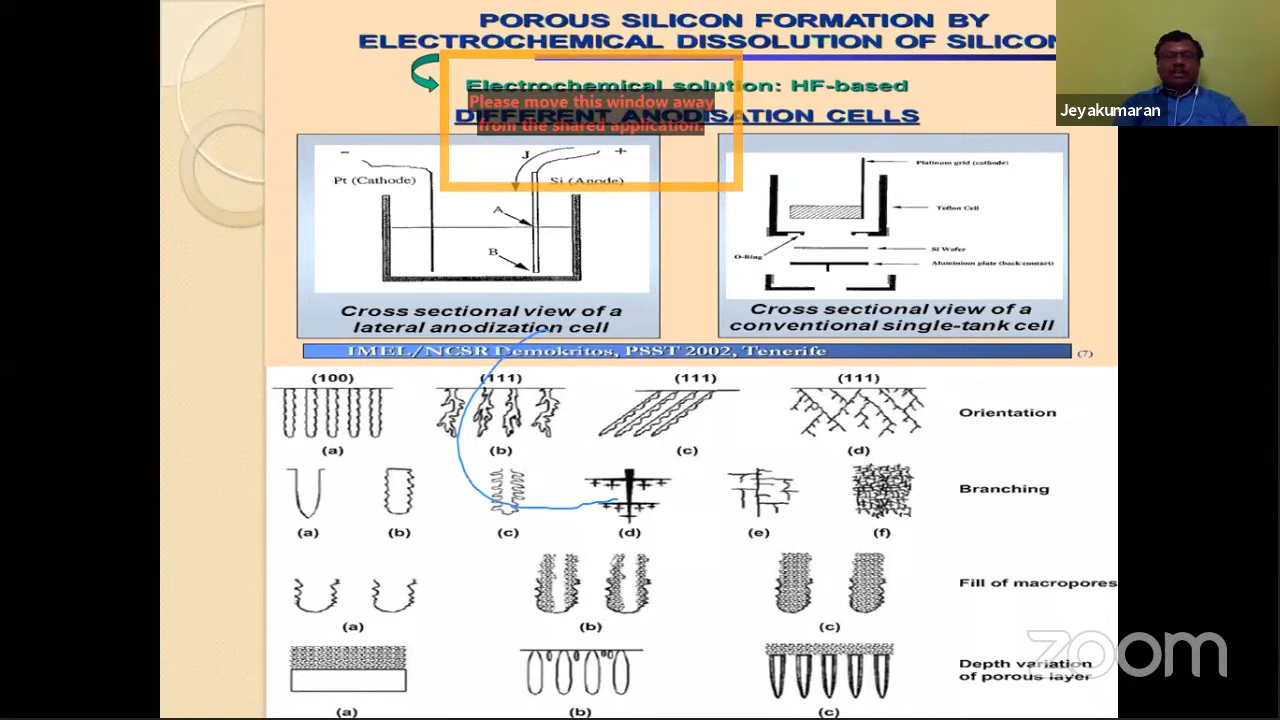 POROUS SILICON FORMATION BY
ELECTROCHEMICAL DISSOLUTION OF SILICON
Jeyakumaran
Electrochemical solution: HF-based
Please move this window away
from the shared application.
DIFFERENT ANODISATION CELLS
- J +
Pt (Cathode) Si (Anode)
A
B
Cross sectional view of a
lateral anodization cell
Platinum grid (cathode)
Teflon Cell
O-Ring
Si Wafer
Aluminium plate (back contact)
Cross sectional view of a
conventional single-tank cell
IMEL/NCSR Demokritos, PSST 2002, Tenerife
(7)
(100) (111) (111) (111)
Orientation
(a) (b) (c) (d)
Branching
(a) (b) (c) (d) (e) (f)
Fill of macropores
(a) (b) (c)
zoom
Depth variation
of porous layer
(a) (b) (c)